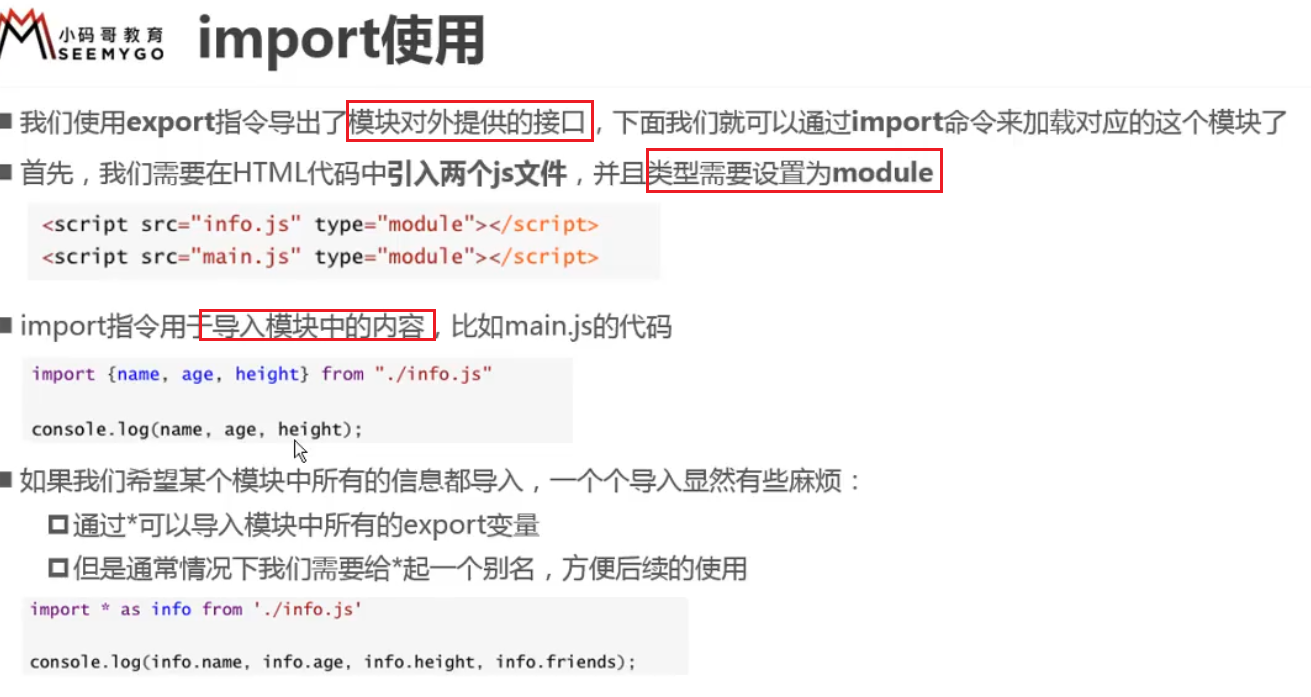 小码哥教育
SEEMYGO
import使用
我们使用export指令导出了模块对外提供的接口，下面我们就可以通过import命令来加载对应的这个模块了
首先，我们需要在HTML代码中引入两个js文件，并且类型需要设置为module
<script src="info.js" type="module"></script>
<script src="main.js" type="module"></script>
import指令用于导入模块中的内容，比如main.js的代码
import {name, age, height} from "./info.js"
console.log(name, age, height);
如果我们希望某个模块中所有的信息都导入，一个个导入显然有些麻烦：
通过*可以导入模块中所有的export变量
但是通常情况下我们需要给*起一个别名，方便后续的使用
import * as info from './info.js'
console.log(info.name, info.age, info.height, info.friends);